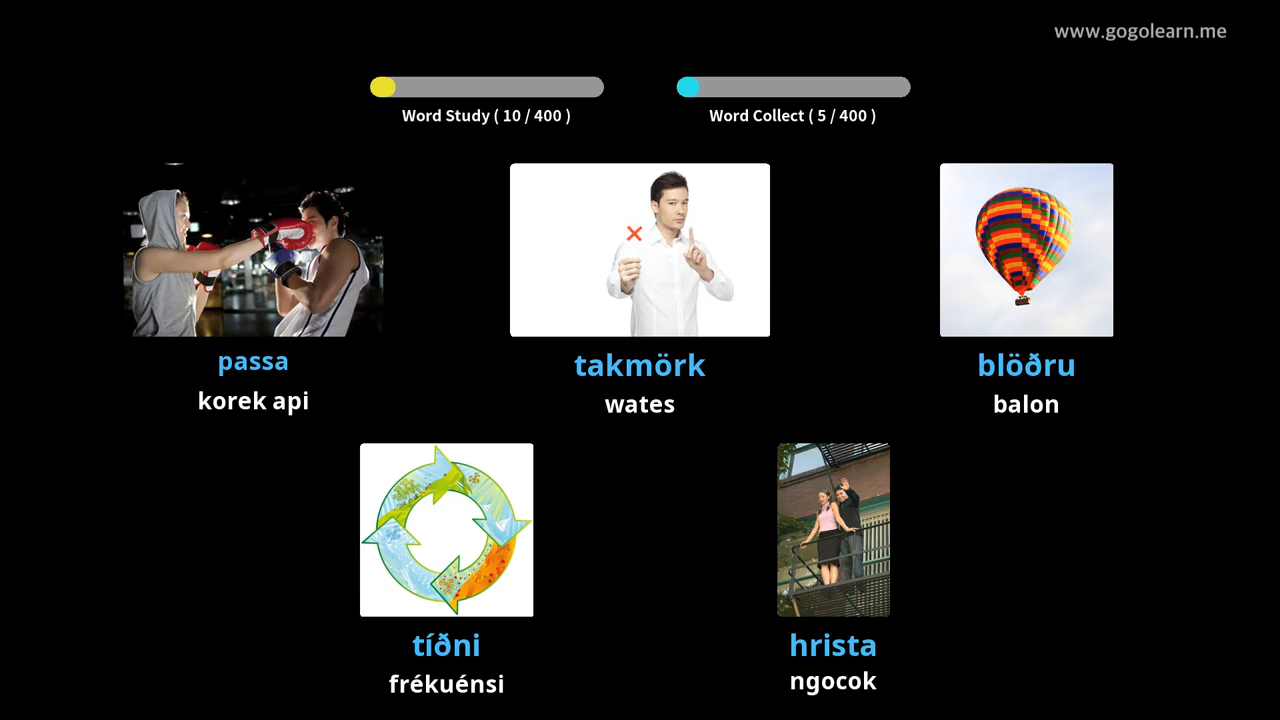 www.gogolearn.me
Word Study ( 10 / 400 )
Word Collect ( 5 / 400 )
passa
korek api
takmörk
wates
blöðru
balon
tíðni
frékuénsi
hrista
ngocok